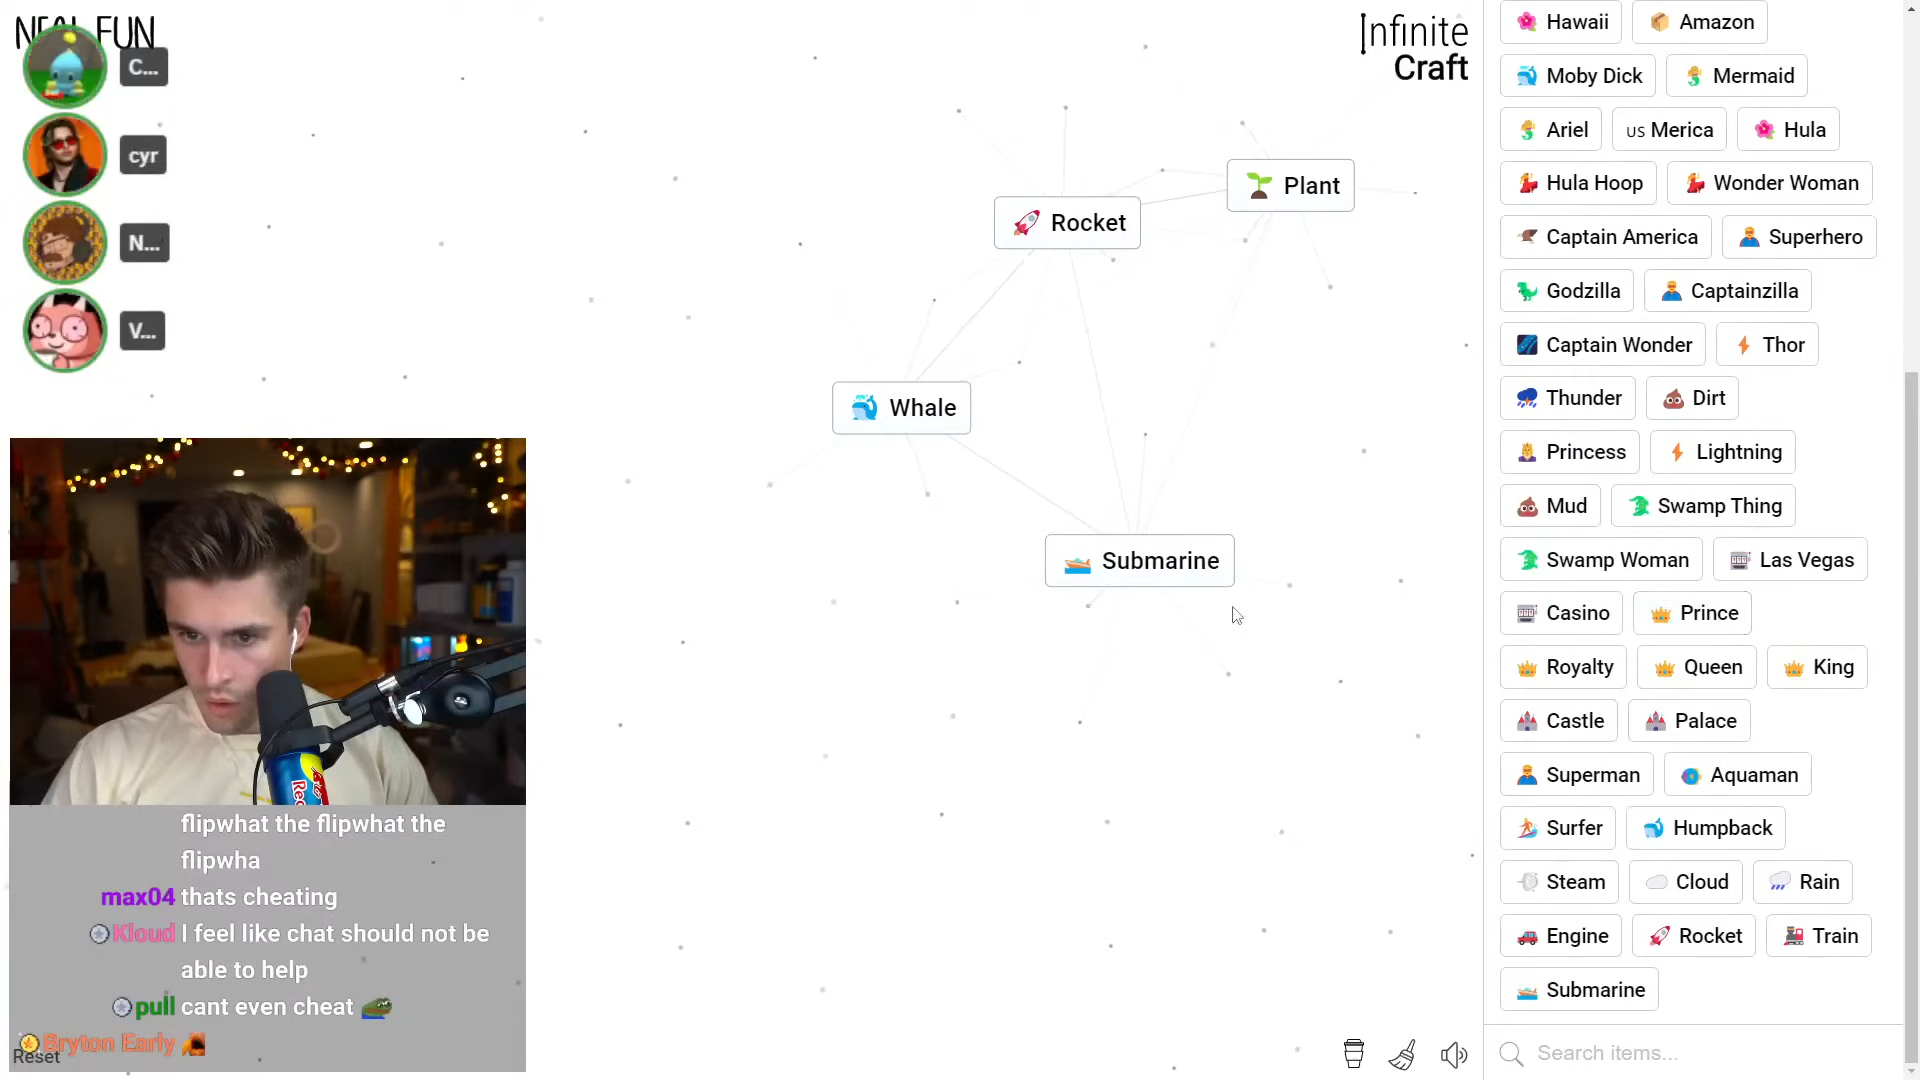 NEAL FUN
C...
cyr
N...
V...
Infinite
Craft
Rocket
Plant
Whale
Submarine
Hawaii
Amazon
Moby Dick
Mermaid
Ariel
US Merica
Hula
Hula Hoop
Wonder Woman
Captain America
Superhero
Godzilla
Captainzilla
Captain Wonder
Thor
Thunder
Dirt
Princess
Lightning
Mud
Swamp Thing
Swamp Woman
Las Vegas
Casino
Prince
Royalty
Queen
King
Castle
Palace
Superman
Aquaman
Surfer
Humpback
Steam
Cloud
Rain
Engine
Rocket
Train
Submarine
Search items...
flipwhat the flipwhat the
flipwha
max04 thats cheating
Kloud I feel like chat should not be
able to help
pull cant even cheat
Bryton Early
Reset